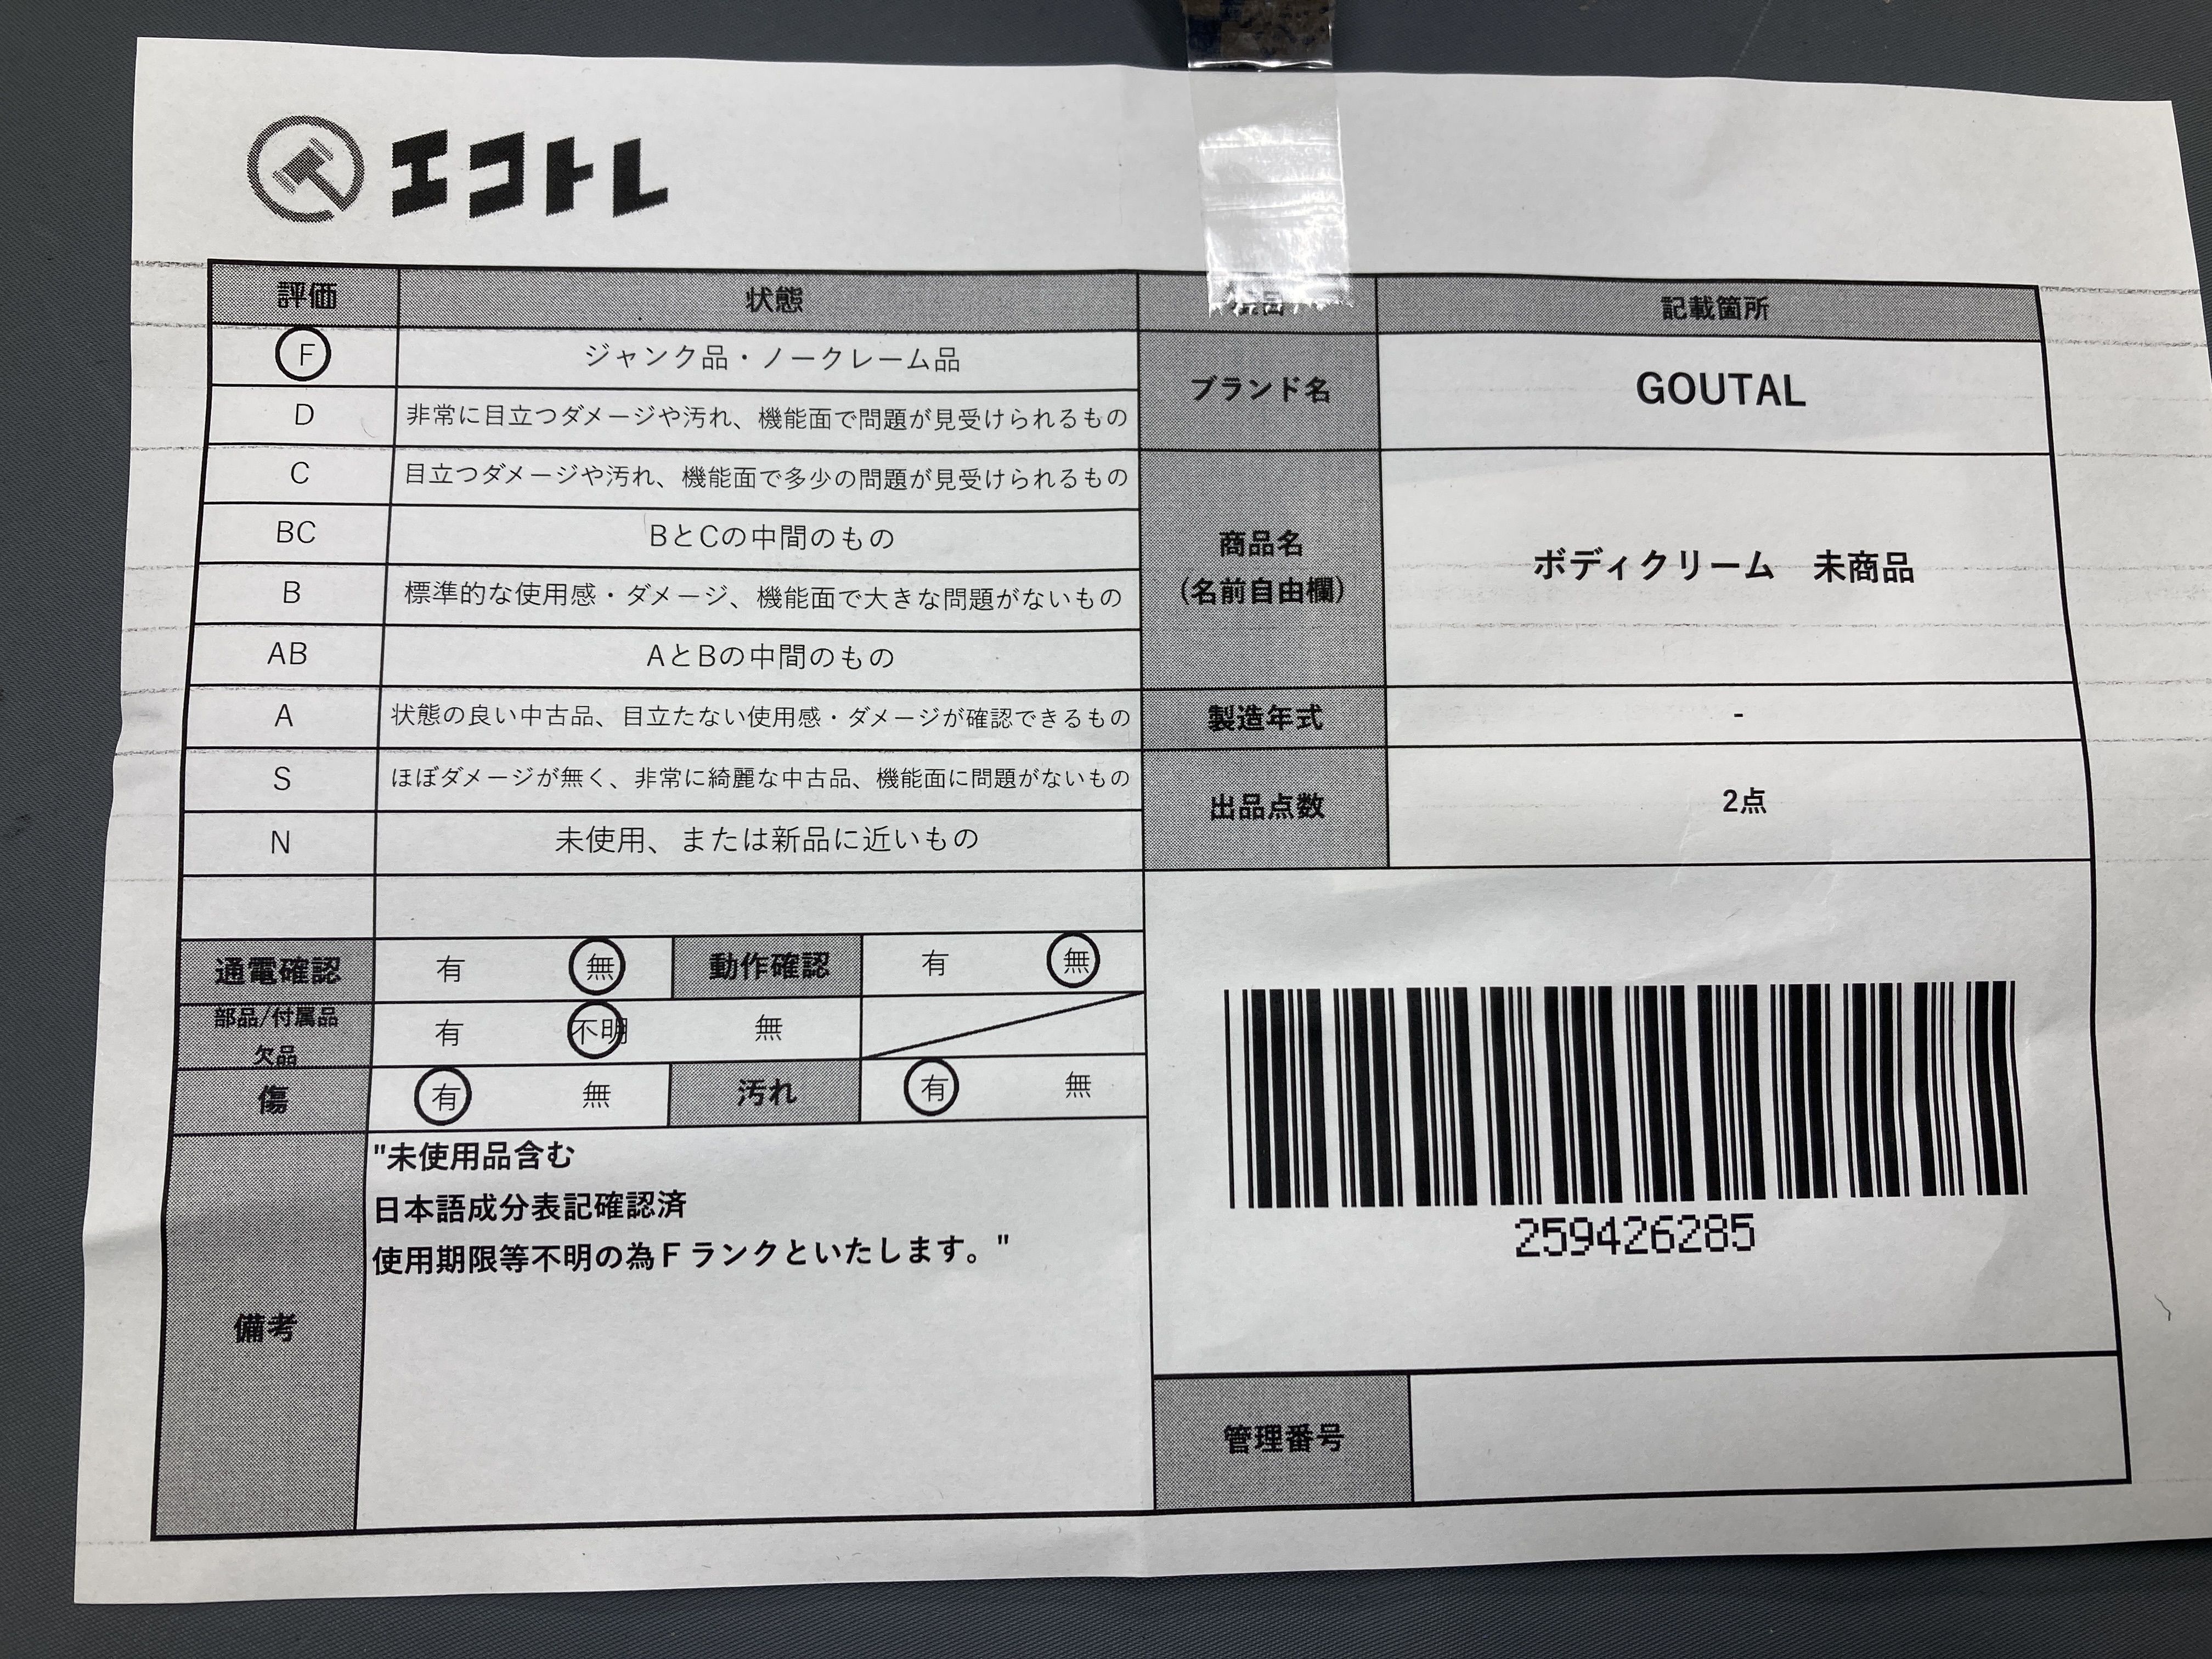 エコトレ
評価 状態
F ジャンク品・ノークレーム品
D 非常に目立つダメージや汚れ、機能面で問題が見受けられるもの
C 目立つダメージや汚れ、機能面で多少の問題が見受けられるもの
BC BとCの中間のもの
B 標準的な使用感・ダメージ、機能面で大きな問題がないもの
AB AとBの中間のもの
A 状態の良い中古品、目立たない使用感・ダメージが確認できるもの
S ほぼダメージが無く、非常に綺麗な中古品、機能面に問題がないもの
N 未使用、または新品に近いもの
通電確認 有 無 動作確認 有 無
部品/付属品
欠品 有 不明 無
傷 有 無 汚れ 有 無
備考
"未使用品含む
日本語成分表記確認済
使用期限等不明の為Fランクといたします。"
記載箇所
ブランド名 GOUTAL
商品名
(名前自由欄)
ボディクリーム 未商品
製造年式 -
出品点数 2点
259426285
管理番号